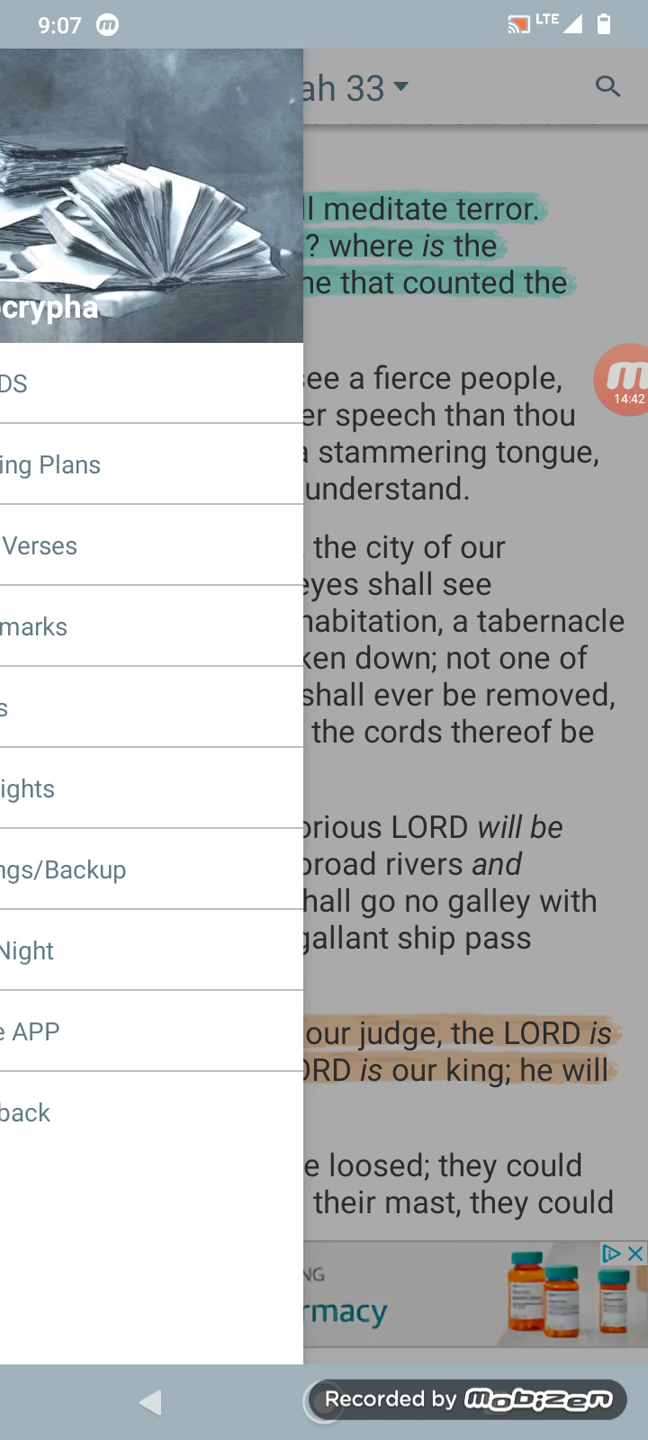 9:07
LTE
ah 33
ll meditate terror.
? where is the
ne that counted the
crypha
14:42
DS
see a fierce people,
er speech than thou
a stammering tongue,
understand.
ing Plans
Verses
, the city of our
eyes shall see
habitation, a tabernacle
ken down; not one of
shall ever be removed,
the cords thereof be
marks
s
ights
orious LORD will be
broad rivers and
hall go no galley with
gallant ship pass
ngs/Backup
Night
e APP
our judge, the LORD is
ORD is our king; he will
back
e loosed; they could
their mast, they could
NG
rmacy
Recorded by mobizen